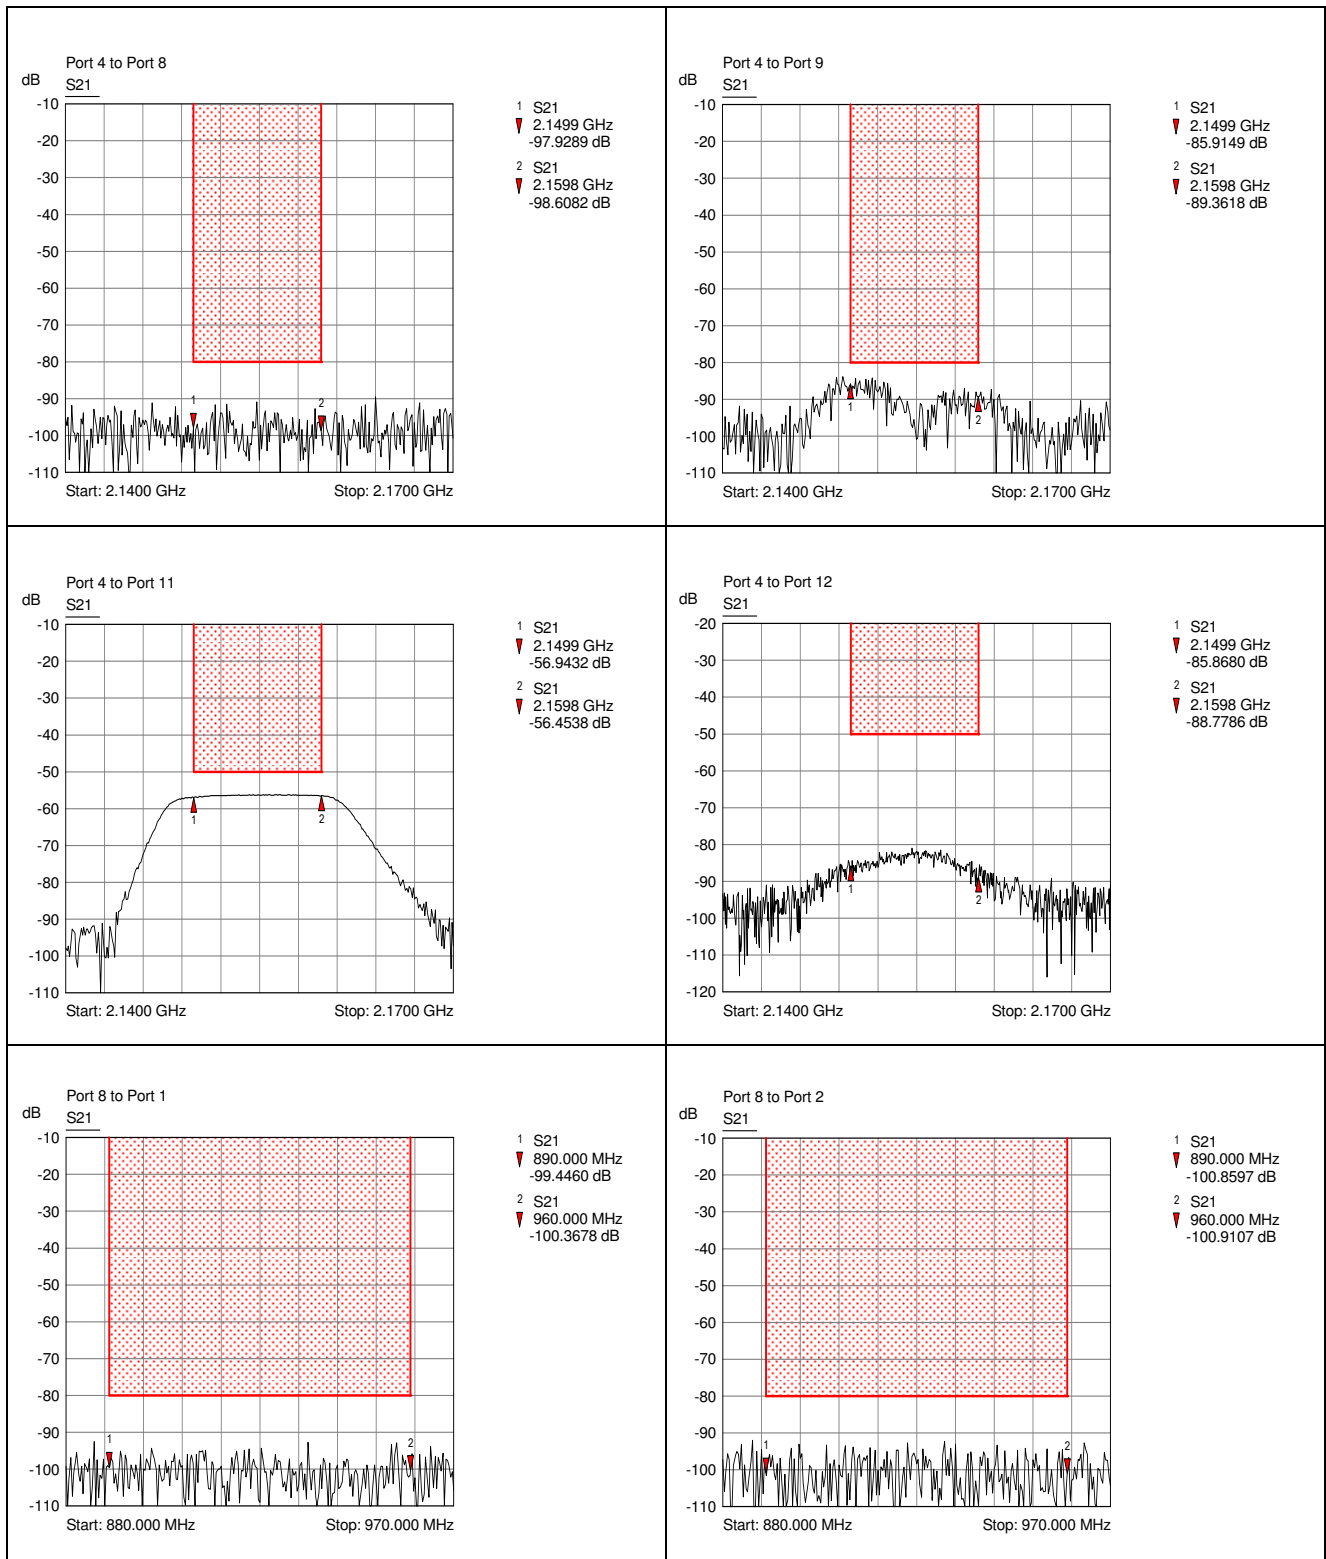 Port 4 to Port 8
dB
S21
-10
-20
-30
-40
-50
-60
-70
-80
-90
-100
-110
1
2
Start: 2.1400 GHz
Stop: 2.1700 GHz
1 S21
2.1499 GHz
-97.9289 dB
2 S21
2.1598 GHz
-98.6082 dB
Port 4 to Port 9
dB
S21
-10
-20
-30
-40
-50
-60
-70
-80
-90
-100
-110
1
2
Start: 2.1400 GHz
Stop: 2.1700 GHz
1 S21
2.1499 GHz
-85.9149 dB
2 S21
2.1598 GHz
-89.3618 dB
Port 4 to Port 11
dB
S21
-10
-20
-30
-40
-50
-60
-70
-80
-90
-100
-110
1
2
Start: 2.1400 GHz
Stop: 2.1700 GHz
1 S21
2.1499 GHz
-56.9432 dB
2 S21
2.1598 GHz
-56.4538 dB
Port 4 to Port 12
dB
S21
-20
-30
-40
-50
-60
-70
-80
-90
-100
-110
-120
1
2
Start: 2.1400 GHz
Stop: 2.1700 GHz
1 S21
2.1499 GHz
-85.8680 dB
2 S21
2.1598 GHz
-88.7786 dB
Port 8 to Port 1
dB
S21
-10
-20
-30
-40
-50
-60
-70
-80
-90
-100
-110
1
2
Start: 880.000 MHz
Stop: 970.000 MHz
1 S21
890.000 MHz
-99.4460 dB
2 S21
960.000 MHz
-100.3678 dB
Port 8 to Port 2
dB
S21
-10
-20
-30
-40
-50
-60
-70
-80
-90
-100
-110
1
2
Start: 880.000 MHz
Stop: 970.000 MHz
1 S21
890.000 MHz
-100.8597 dB
2 S21
960.000 MHz
-100.9107 dB